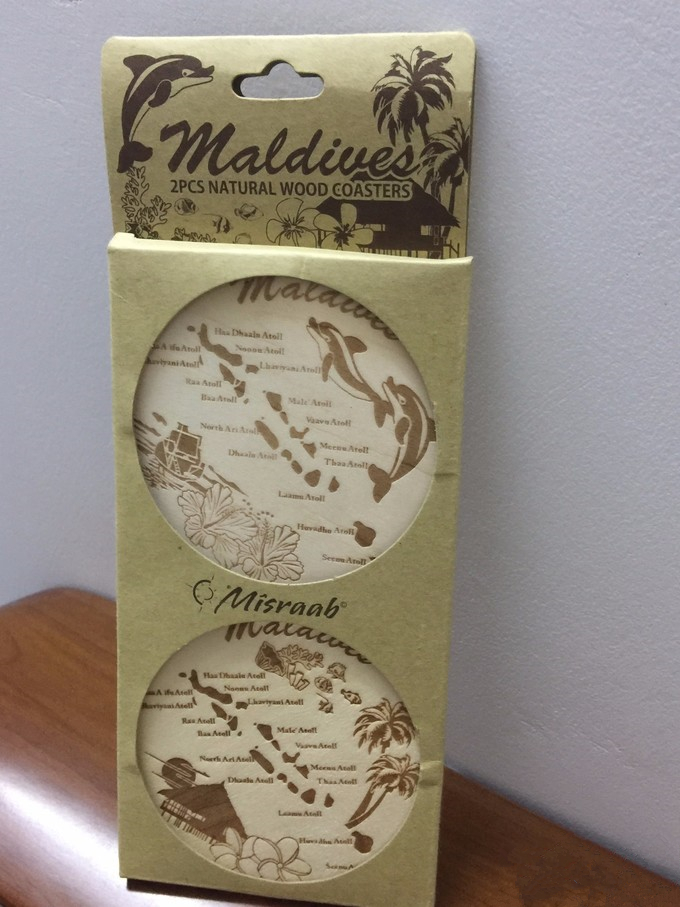 Maldives
2PCS NATURAL WOOD COASTERS
Maldives
Haa Dhaalu Atoll
Noonu Atoll
Lhaviyani Atoll
Raa Atoll
Baa Atoll
Male' Atoll
Vaavu Atoll
North Ari Atoll
Meemu Atoll
Dhaalu Atoll
Thaa Atoll
Laamu Atoll
Huvadhu Atoll
Seenu Atoll
Misraab©
Maldives
Haa Dhaalu Atoll
Noonu Atoll
Lhaviyani Atoll
Raa Atoll
Baa Atoll
Male' Atoll
Vaavu Atoll
North Ari Atoll
Meemu Atoll
Dhaalu Atoll
Thaa Atoll
Laamu Atoll
Huvadhu Atoll